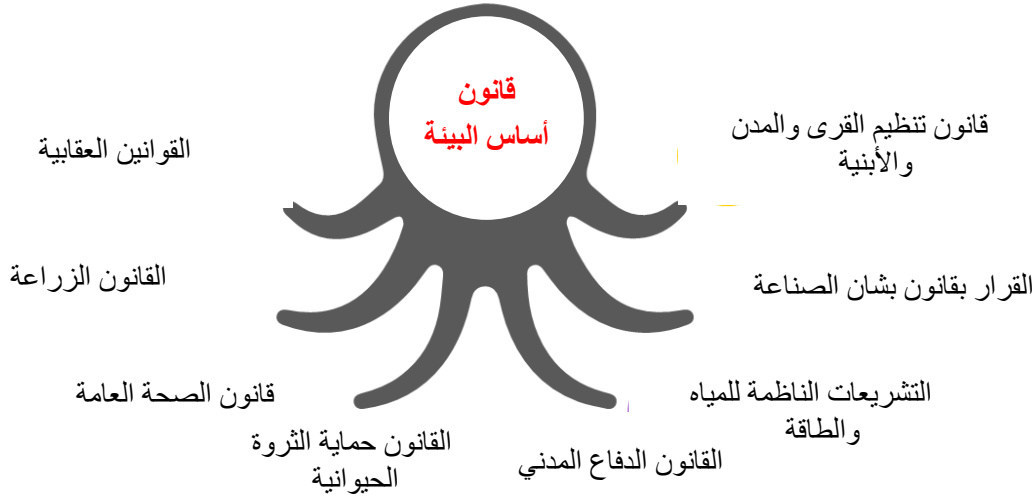 قانون
أساس البيئة
قانون تنظيم القرى والمدن
والأبنية
القرار بقانون بشان الصناعة
التشريعات الناظمة للمياه
والطاقة
القانون الدفاع المدني
القانون حماية الثروة
الحيوانية
قانون الصحة العامة
القانون الزراعة
القوانين العقابية